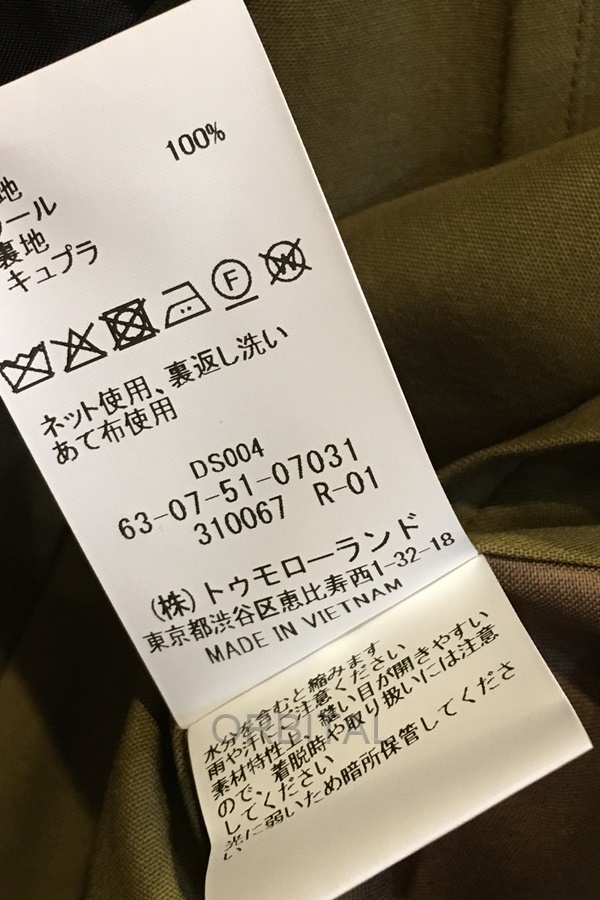 100%
地
ール
裏地
キュプラ
F
W
ネット使用、裏返し洗い
あて布使用
DS004
63-07-51-07031
310067 R-01
(株)トゥモローランド
東京都渋谷区恵比寿西1-32-18
MADE IN VIETNAM
水分を含むと縮みます
雨や汗にご注意ください
素材特性上、縫い目が開きやすい
ので、着脱時や取り扱いには注意
してください
光に弱いため暗所保管してくださ
い
ORBITAL